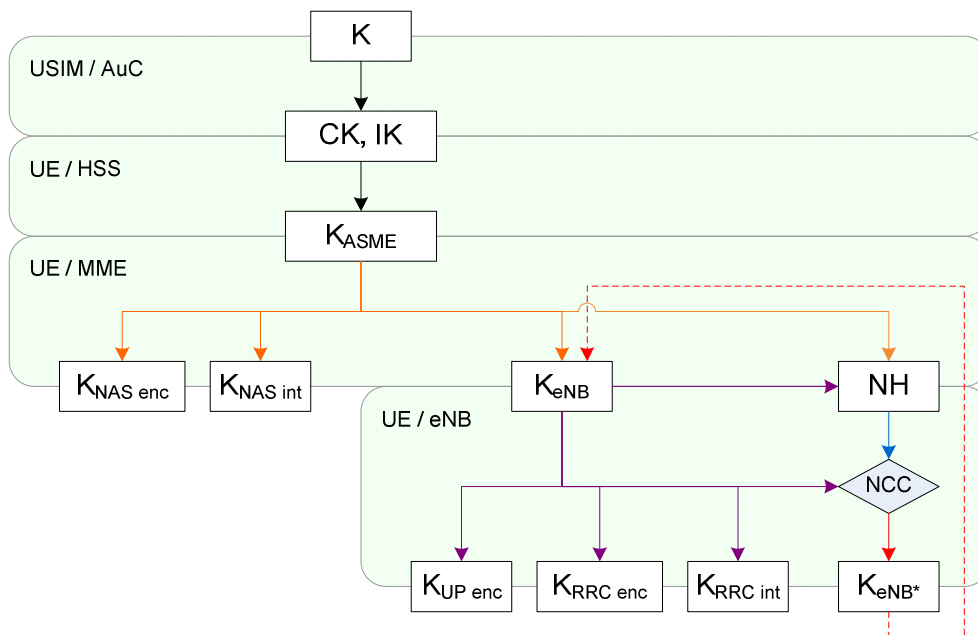 K
USIM / AuC
CK, IK
UE / HSS
KASME
UE / MME
KNAS enc
KNAS int
KeNB
NH
UE / eNB
NCC
KUP enc
KRRC enc
KRRC int
KeNB*